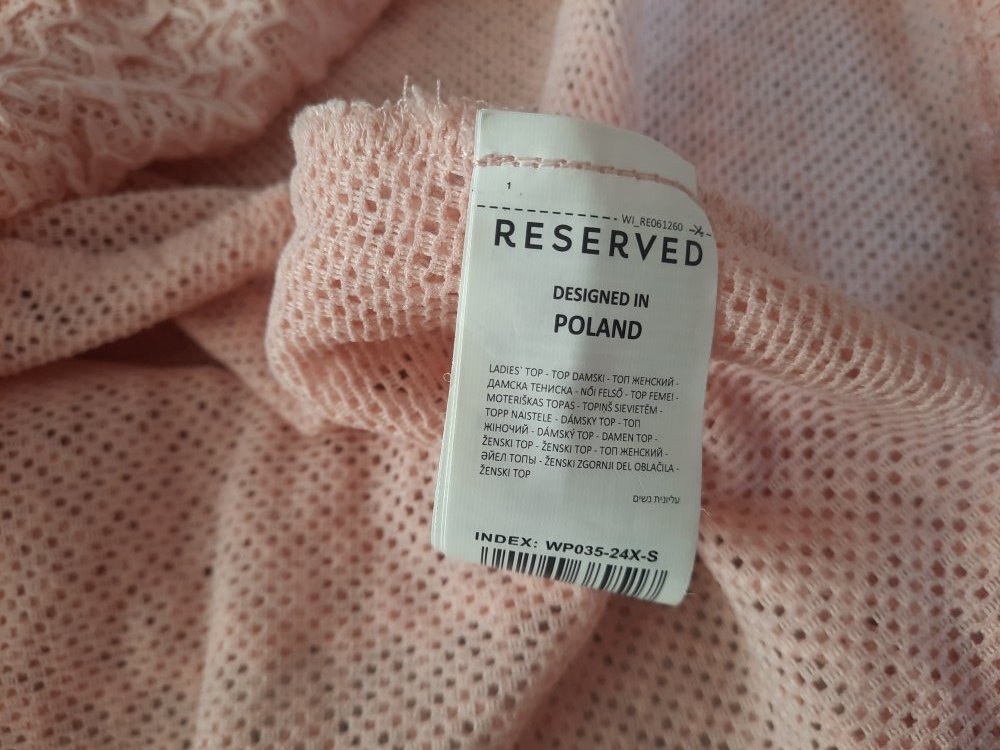 1
WI_RE061260
RESERVED
DESIGNED IN
POLAND
LADIES' TOP - TOP DAMSKI - ТОП ЖЕНСКИЙ -
ДАМСКА ТЕНИСКА - NŐI FELSŐ - TOP FEMEI -
MOTERIŠKAS TOPAS - TOPIŅŠ SIEVIETĒM -
TOPP NAISTELE - DÁMSKY TOP - ТОП
ЖІНОЧИЙ - DÁMSKÝ TOP - DAMEN TOP -
ŽENSKI TOP - ŽENSKI TOP - ТОП ЖЕНСКИЙ -
ӘЙЕЛ ТОПЫ - ŽENSKI ZGORNJI DEL OBLAČILA -
ŽENSKI TOP
עליונית נשים
INDEX: WP035-24X-S